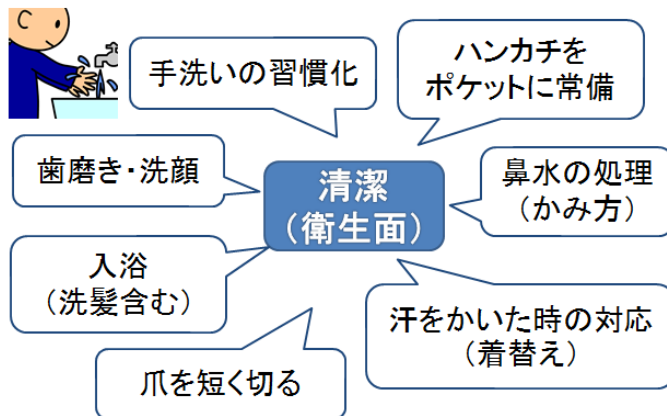 手洗いの習慣化
ハンカチを
ポケットに常備
歯磨き・洗顔
清潔
（衛生面）
鼻水の処理
（かみ方）
入浴
（洗髪含む）
汗をかいた時の対応
（着替え）
爪を短く切る